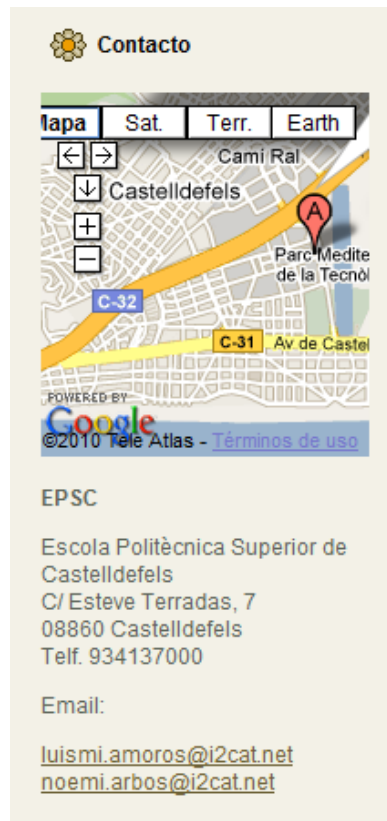 Contacto
Mapa Sat. Terr. Earth
Cami Ral
Castelldefels
A
Parc Medite
de la Tecnòl
C-32
C-31 Av de Castel
POWERED BY
Google
©2010 Tele Atlas - Términos de uso
EPSC
Escola Politècnica Superior de
Castelldefels
C/ Esteve Terradas, 7
08860 Castelldefels
Telf. 934137000
Email:
luismi.amoros@i2cat.net
noemi.arbos@i2cat.net